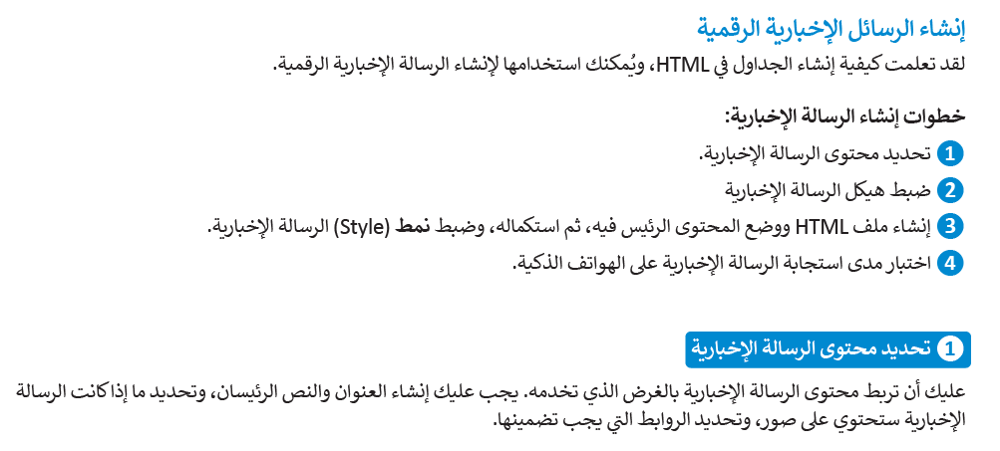 إنشاء الرسائل الإخبارية الرقمية
لقد تعلمت كيفية إنشاء الجداول في HTML، ويُمكنك استخدامها لإنشاء الرسالة الإخبارية الرقمية.
خطوات إنشاء الرسالة الإخبارية:
1 تحديد محتوى الرسالة الإخبارية.
2 ضبط هيكل الرسالة الإخبارية
3 إنشاء ملف HTML ووضع المحتوى الرئيس فيه، ثم استكماله، وضبط نمط (Style) الرسالة الإخبارية.
4 اختبار مدى استجابة الرسالة الإخبارية على الهواتف الذكية.
1 تحديد محتوى الرسالة الإخبارية
عليك أن تربط محتوى الرسالة الإخبارية بالغرض الذي تخدمه. يجب عليك إنشاء العنوان والنص الرئيسان، وتحديد ما إذا كانت الرسالة
الإخبارية ستحتوي على صور، وتحديد الروابط التي يجب تضمينها.